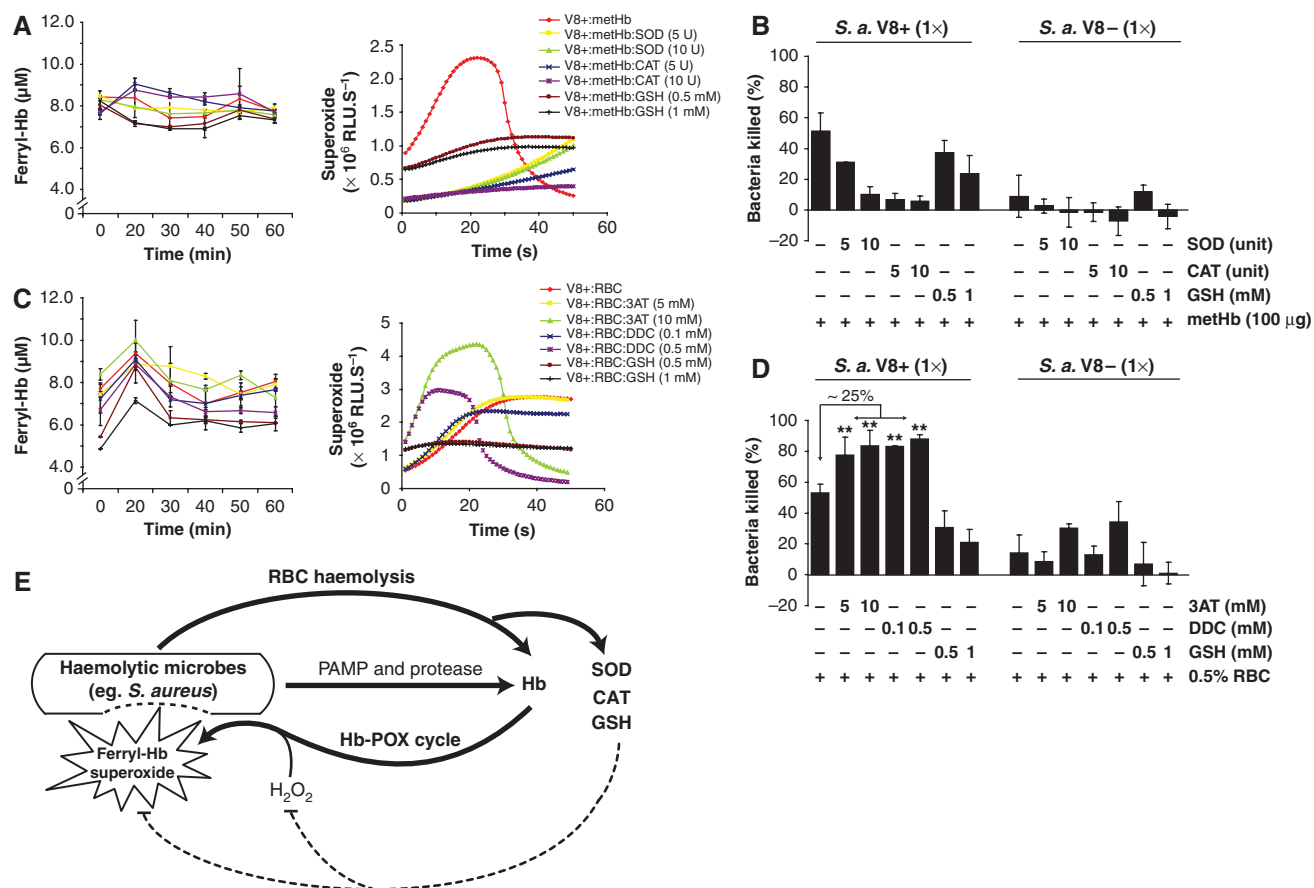 A
Ferryl-Hb (µM)
12.0
10.0
8.0
6.0
4.0
0
0 20 30 40 50 60
Time (min)
Superoxide
(× 10⁶ RLU.S⁻¹)
2.5
2.0
1.5
1.0
0.5
0.0
0 20 40 60
Time (s)
V8+:metHb
V8+:metHb:SOD (5 U)
V8+:metHb:SOD (10 U)
V8+:metHb:CAT (5 U)
V8+:metHb:CAT (10 U)
V8+:metHb:GSH (0.5 mM)
V8+:metHb:GSH (1 mM)
B
S. a. V8+ (1×) S. a. V8− (1×)
Bacteria killed (%)
100
80
60
40
20
0
−20
− 5 10 − − − − − 5 10 − − − − SOD (unit)
− − − 5 10 − − − − − 5 10 − − CAT (unit)
− − − − − 0.5 1 − − − − − 0.5 1 GSH (mM)
+ + + + + + + + + + + + + + metHb (100 µg)
C
Ferryl-Hb (µM)
12.0
10.0
8.0
6.0
4.0
0
0 20 30 40 50 60
Time (min)
Superoxide
(× 10⁶ RLU.S⁻¹)
5
4
3
2
1
0
0 20 40 60
Time (s)
V8+:RBC
V8+:RBC:3AT (5 mM)
V8+:RBC:3AT (10 mM)
V8+:RBC:DDC (0.1 mM)
V8+:RBC:DDC (0.5 mM)
V8+:RBC:GSH (0.5 mM)
V8+:RBC:GSH (1 mM)
D
S. a. V8+ (1×) S. a. V8− (1×)
~ 25%
** ** ** **
Bacteria killed (%)
100
80
60
40
20
0
−20
− 5 10 − − − − − 5 10 − − − − 3AT (mM)
− − − 0.1 0.5 − − − − − 0.1 0.5 − − DDC (mM)
− − − − − 0.5 1 − − − − − 0.5 1 GSH (mM)
+ + + + + + + + + + + + + + 0.5% RBC
E
RBC haemolysis
Haemolytic microbes
(eg. S. aureus)
PAMP and protease
Hb
SOD
CAT
GSH
Hb-POX cycle
Ferryl-Hb
superoxide
H₂O₂